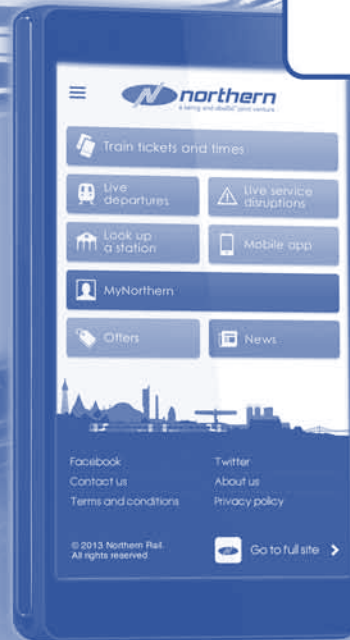 northern
a serco and abellio joint venture
Train tickets and times
Live
departures
Live service
disruptions
Look up
a station
Mobile app
MyNorthern
Offers
News
Facebook
Twitter
Contact us
About us
Terms and conditions
Privacy policy
© 2013 Northern Rail.
All rights reserved
Go to full site